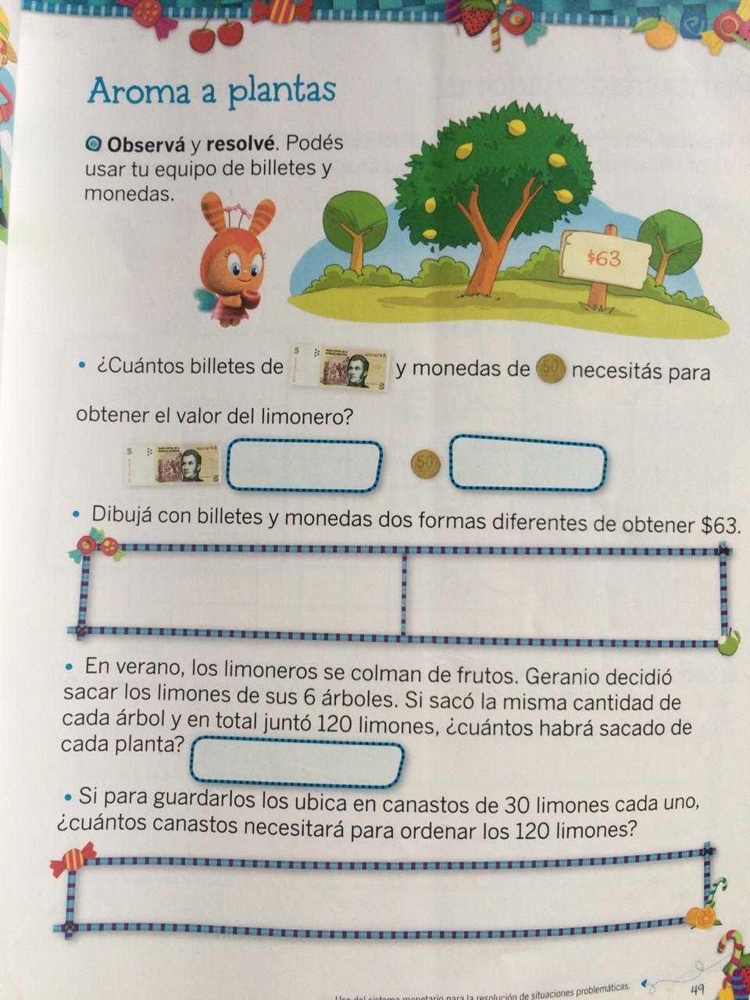 Aroma a plantas
Observá y resolvé. Podés
usar tu equipo de billetes y
monedas.
$63
• ¿Cuántos billetes de 5 y monedas de 50 necesitás para
obtener el valor del limonero?
5 50
• Dibujá con billetes y monedas dos formas diferentes de obtener $63.
• En verano, los limoneros se colman de frutos. Geranio decidió
sacar los limones de sus 6 árboles. Si sacó la misma cantidad de
cada árbol y en total juntó 120 limones, ¿cuántos habrá sacado de
cada planta?
• Si para guardarlos los ubica en canastos de 30 limones cada uno,
¿cuántos canastos necesitará para ordenar los 120 limones?
Uso del sistema monetario para la resolución de situaciones problemáticas.
49